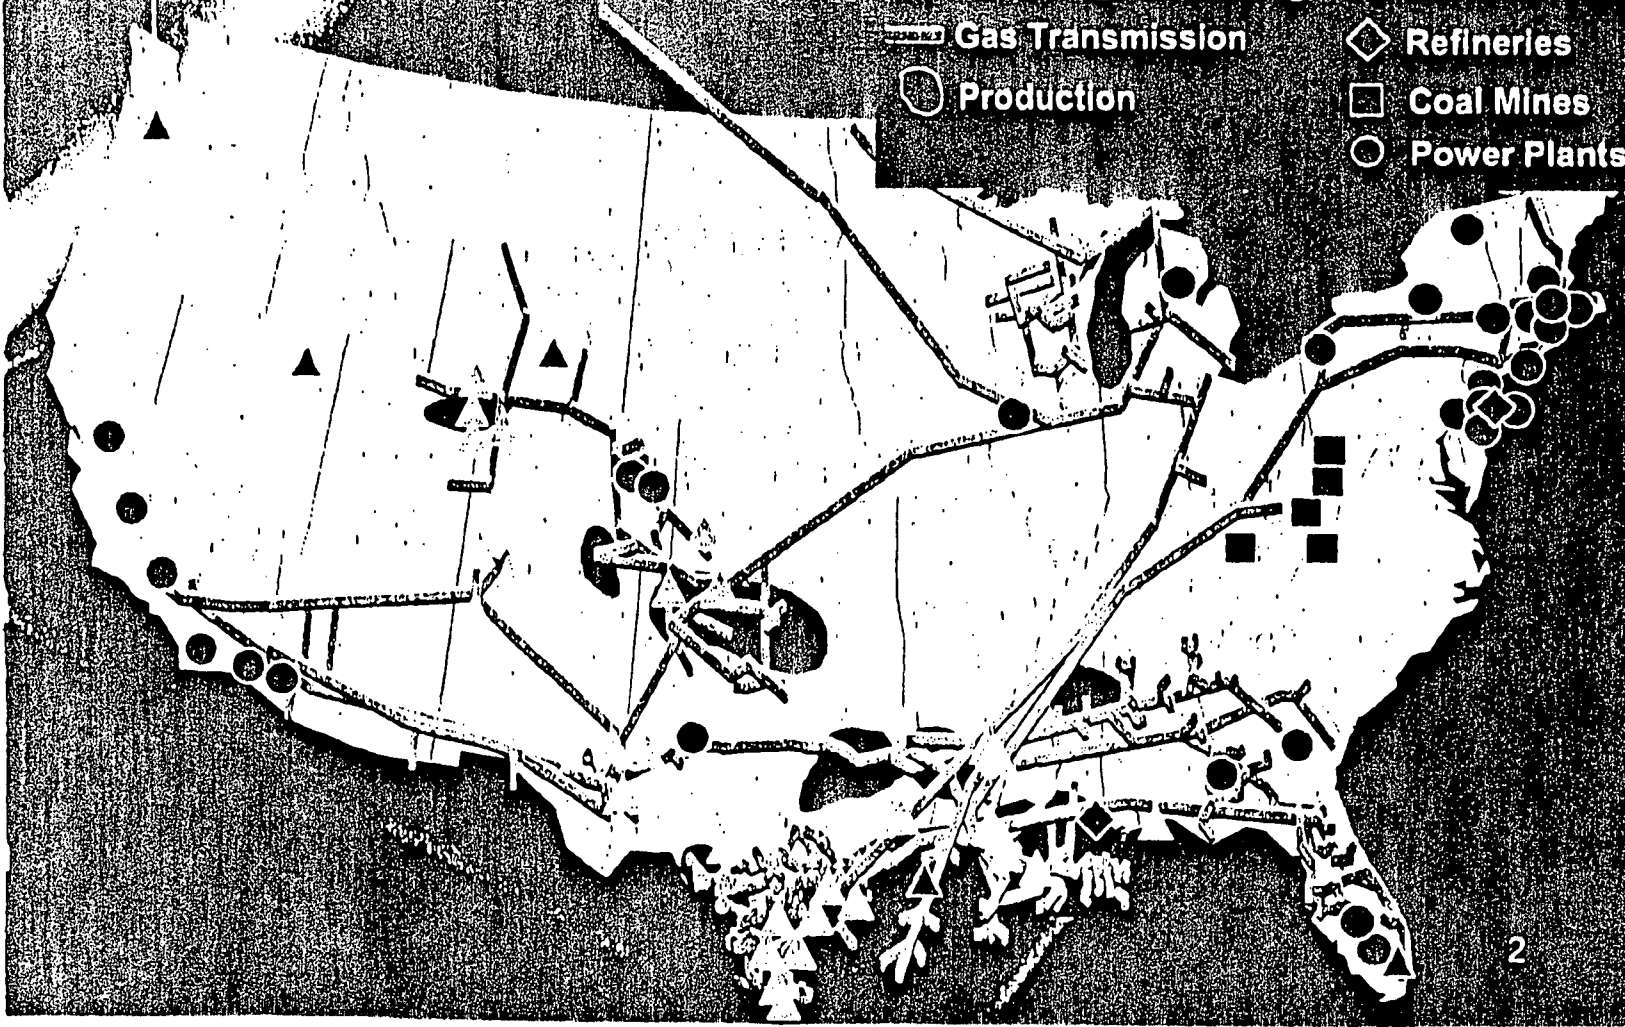 Gas Transmission
Production
Refineries
Coal Mines
Power Plants
2